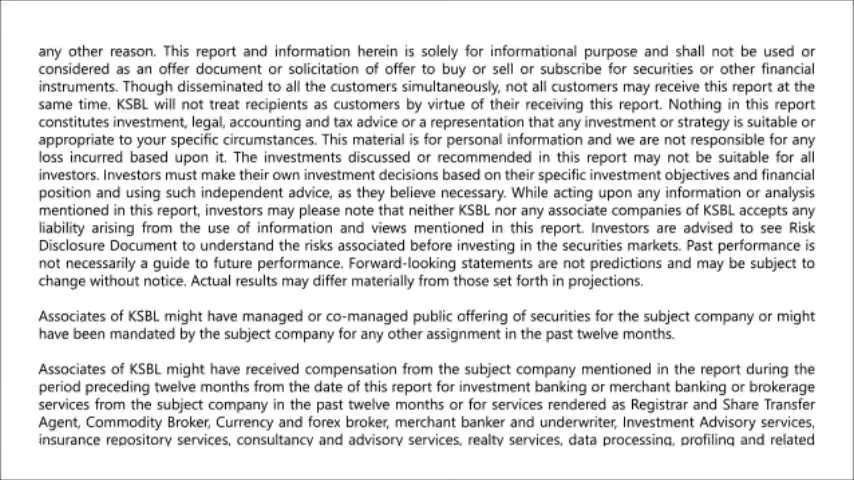 any other reason. This report and information herein is solely for informational purpose and shall not be used or
considered as an offer document or solicitation of offer to buy or sell or subscribe for securities or other financial
instruments. Though disseminated to all the customers simultaneously, not all customers may receive this report at the
same time. KSBL will not treat recipients as customers by virtue of their receiving this report. Nothing in this report
constitutes investment, legal, accounting and tax advice or a representation that any investment or strategy is suitable or
appropriate to your specific circumstances. This material is for personal information and we are not responsible for any
loss incurred based upon it. The investments discussed or recommended in this report may not be suitable for all
investors. Investors must make their own investment decisions based on their specific investment objectives and financial
position and using such independent advice, as they believe necessary. While acting upon any information or analysis
mentioned in this report, investors may please note that neither KSBL nor any associate companies of KSBL accepts any
liability arising from the use of information and views mentioned in this report. Investors are advised to see Risk
Disclosure Document to understand the risks associated before investing in the securities markets. Past performance is
not necessarily a guide to future performance. Forward-looking statements are not predictions and may be subject to
change without notice. Actual results may differ materially from those set forth in projections.
Associates of KSBL might have managed or co-managed public offering of securities for the subject company or might
have been mandated by the subject company for any other assignment in the past twelve months.
Associates of KSBL might have received compensation from the subject company mentioned in the report during the
period preceding twelve months from the date of this report for investment banking or merchant banking or brokerage
services from the subject company in the past twelve months or for services rendered as Registrar and Share Transfer
Agent, Commodity Broker, Currency and forex broker, merchant banker and underwriter, Investment Advisory services,
insurance repository services, consultancy and advisory services, realty services, data processing, profiling and related